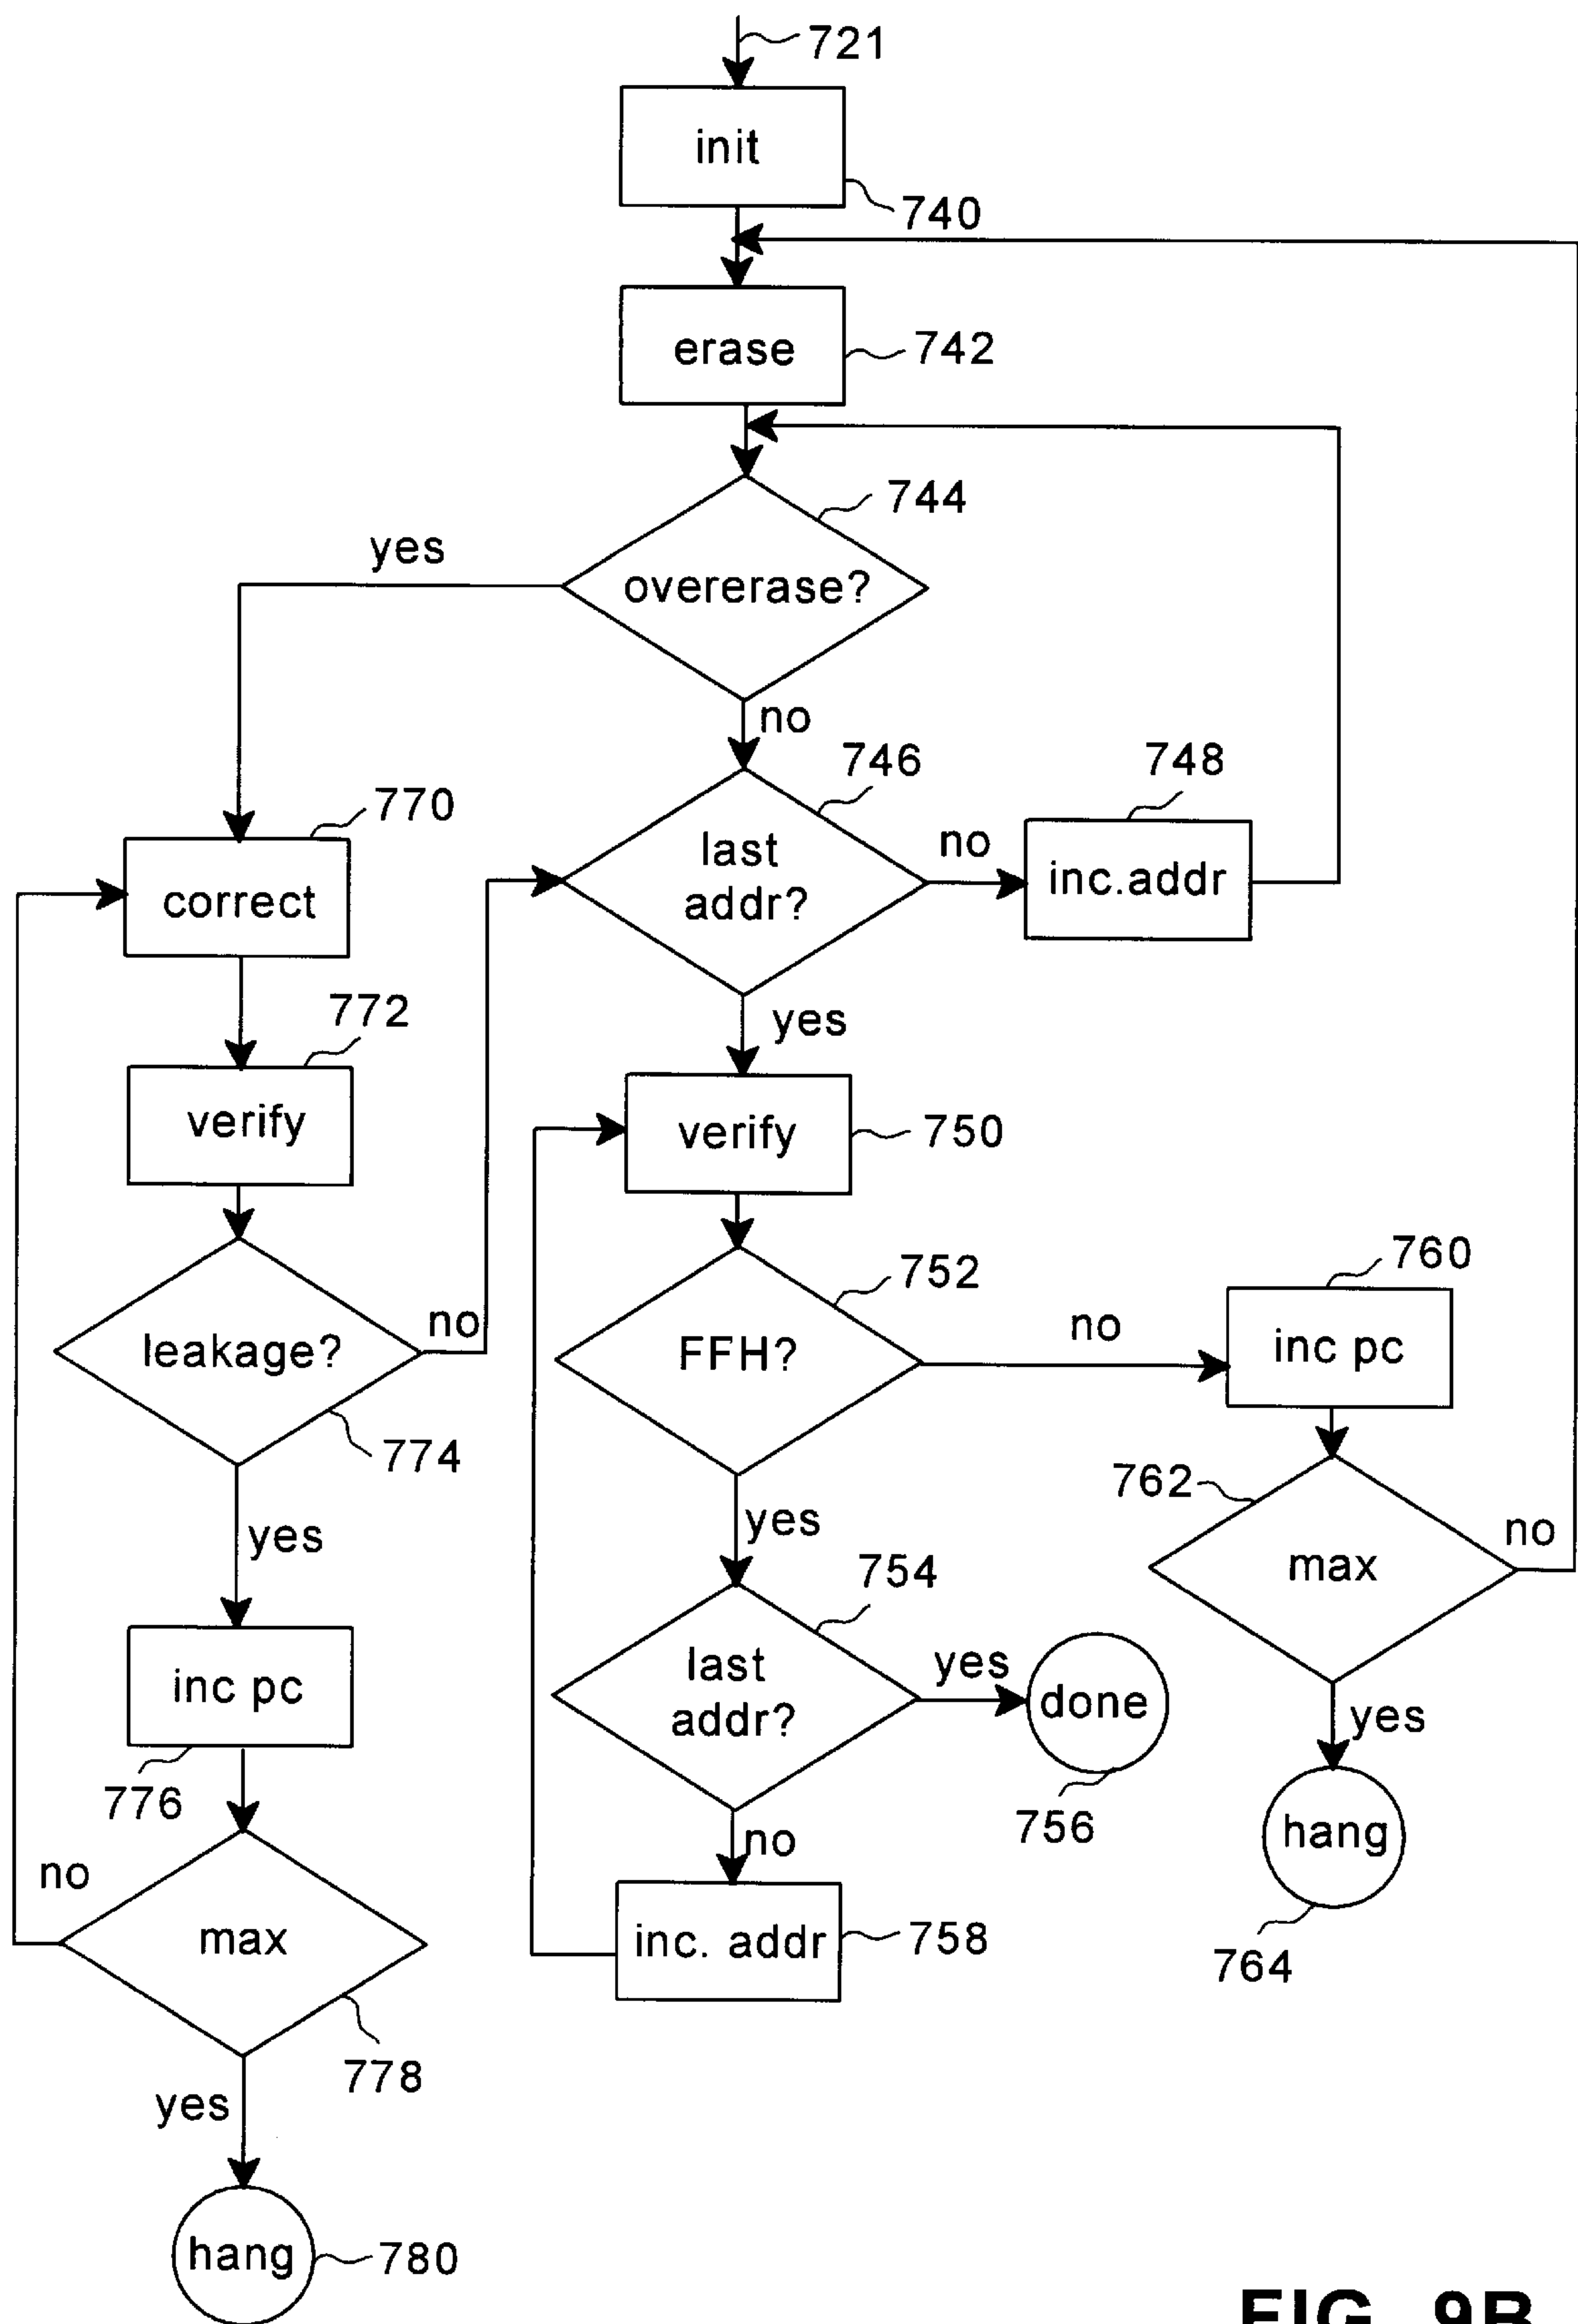 721
init
740
erase
742
744
yes
overerase?
no
746
748
770
last
addr?
no
inc.addr
correct
772
yes
verify
verify
750
752
760
leakage?
no
FFH?
no
inc pc
774
762
yes
yes
754
max
no
inc pc
last
addr?
yes
done
yes
776
756
hang
no
no
max
inc. addr
758
764
778
yes
hang
780
FIG. 9B